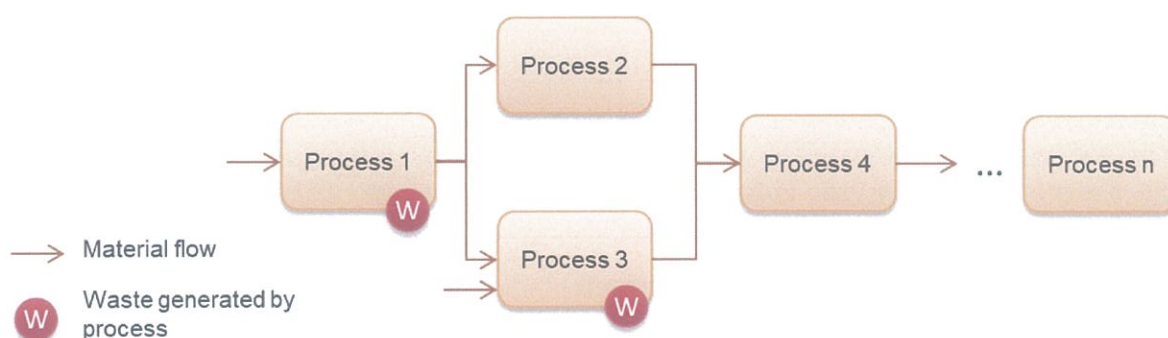 Process 2
Process 1
W
Process 4
...
Process n
Process 3
W
Material flow
W
Waste generated by
process